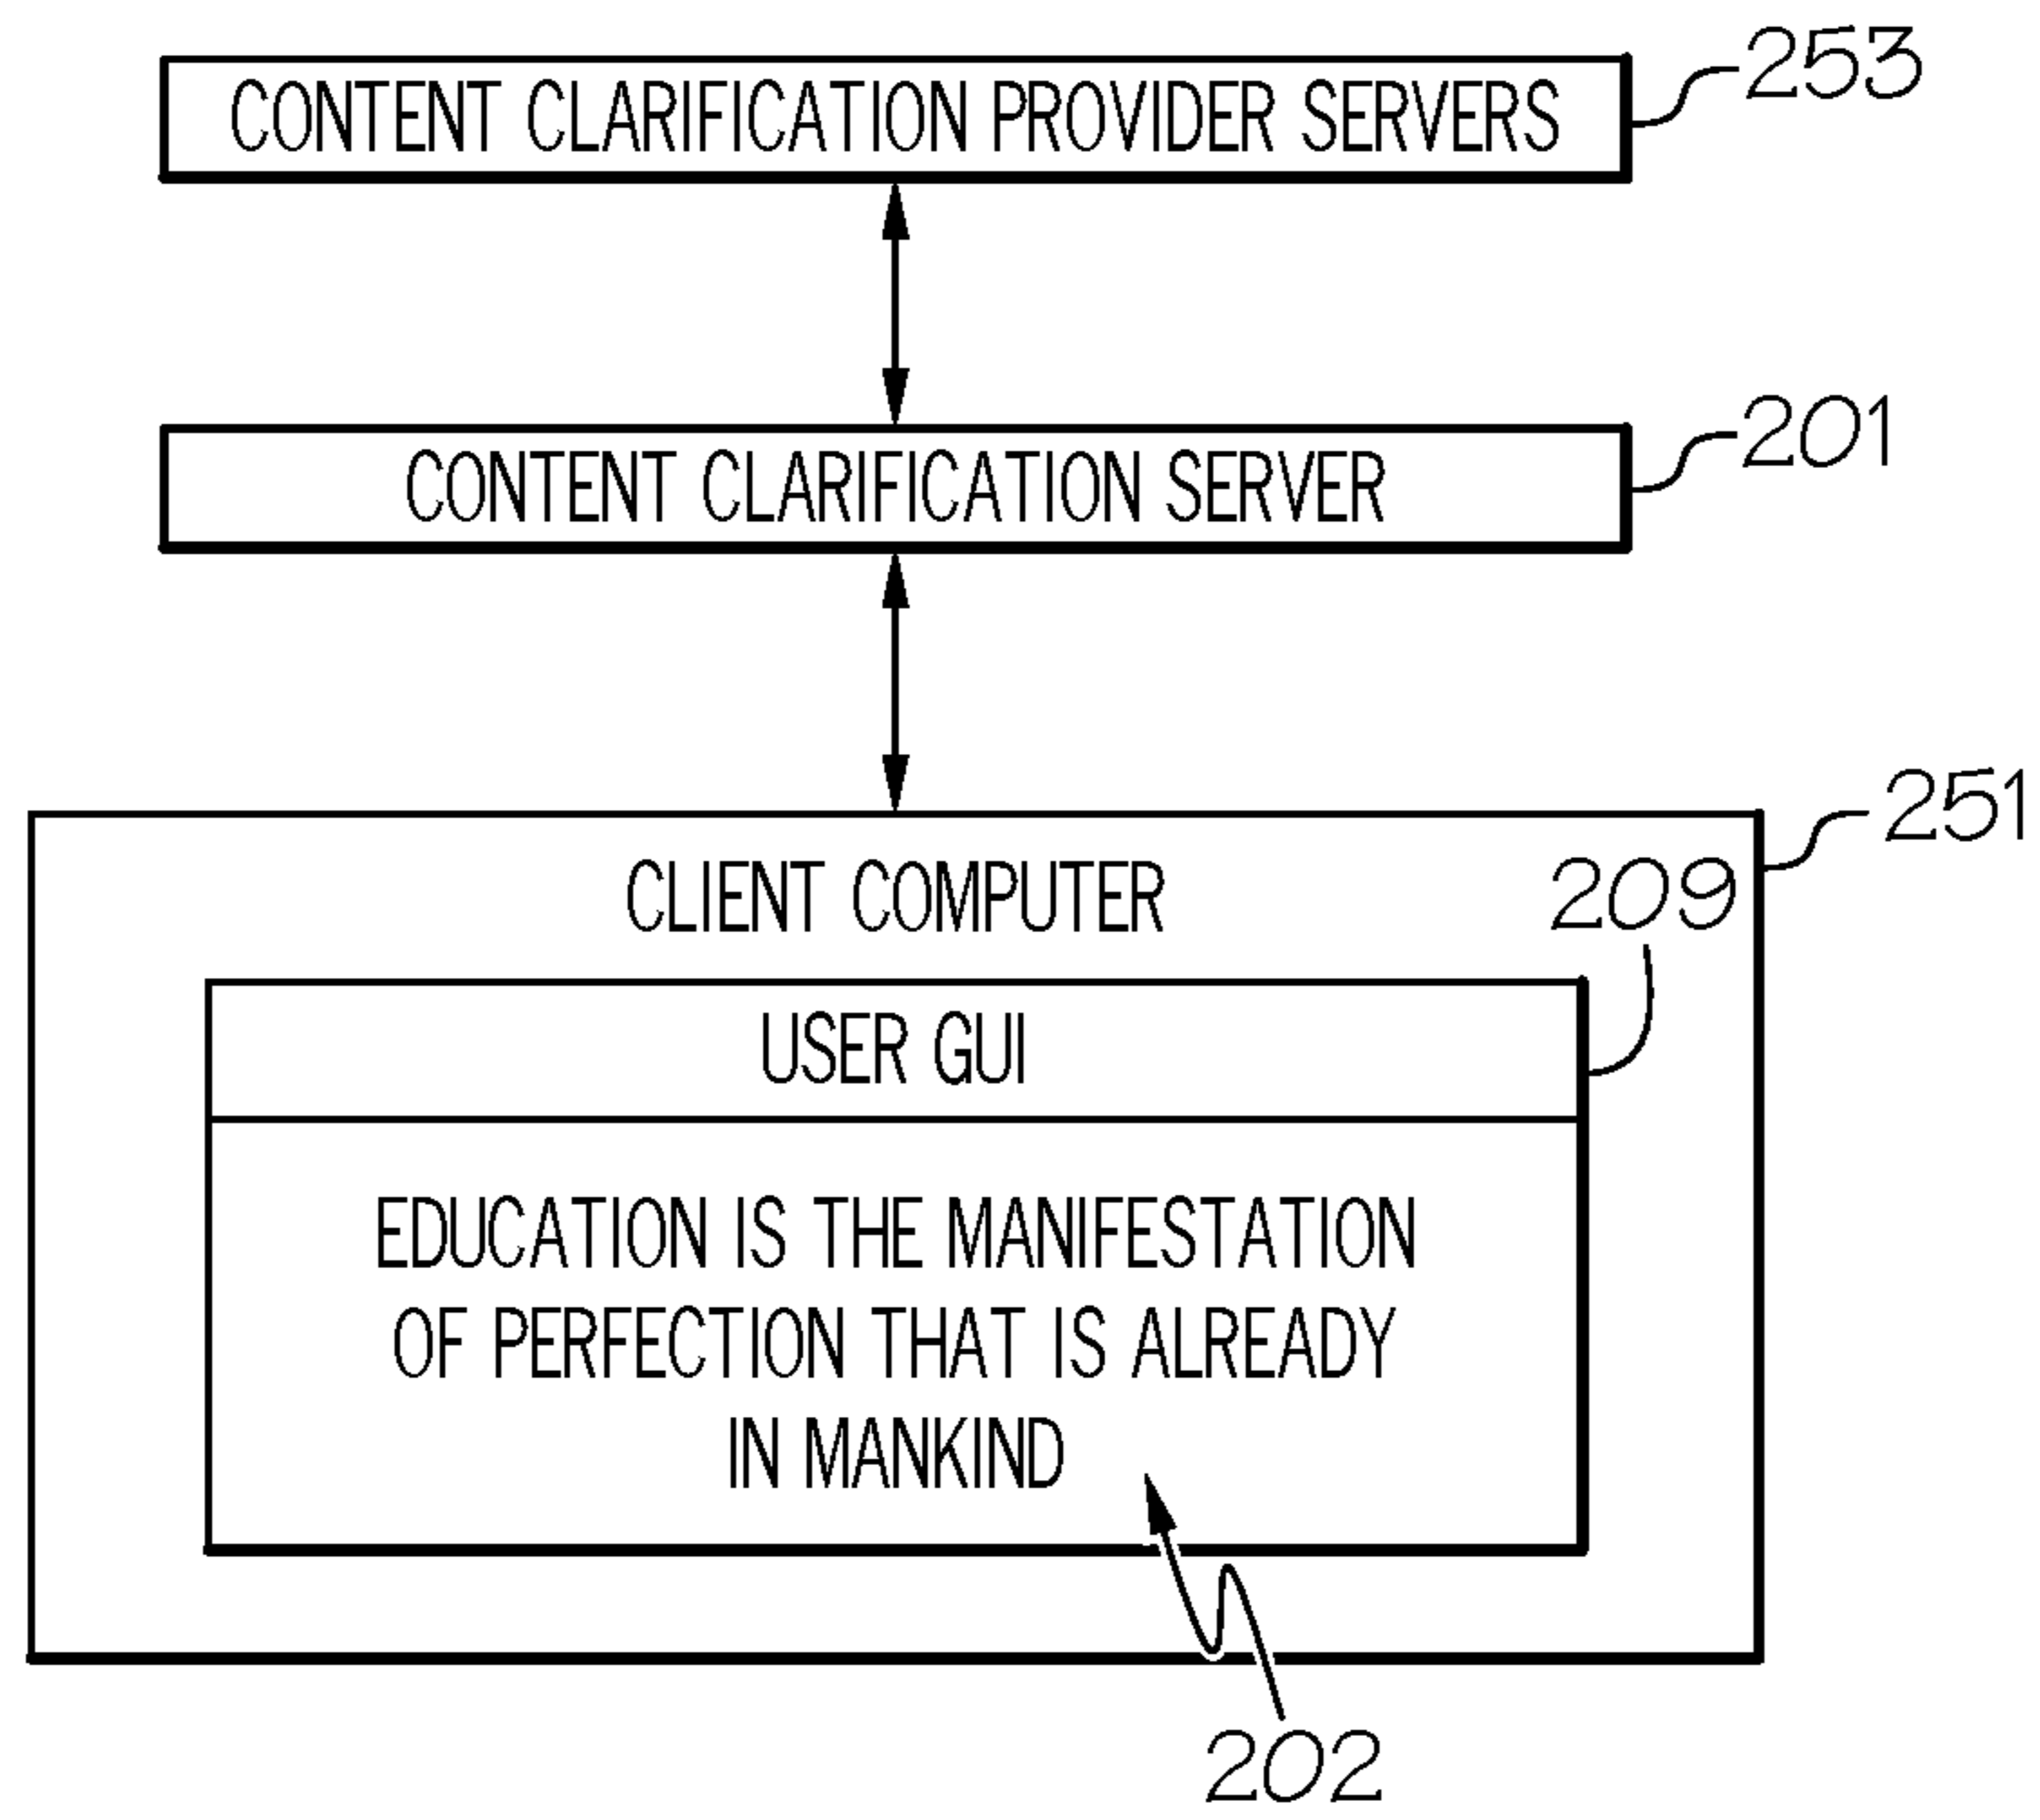 253
CONTENT CLARIFICATION PROVIDER SERVERS
201
CONTENT CLARIFICATION SERVER
251
CLIENT COMPUTER
209
USER GUI
EDUCATION IS THE MANIFESTATION
OF PERFECTION THAT IS ALREADY
IN MANKIND
202